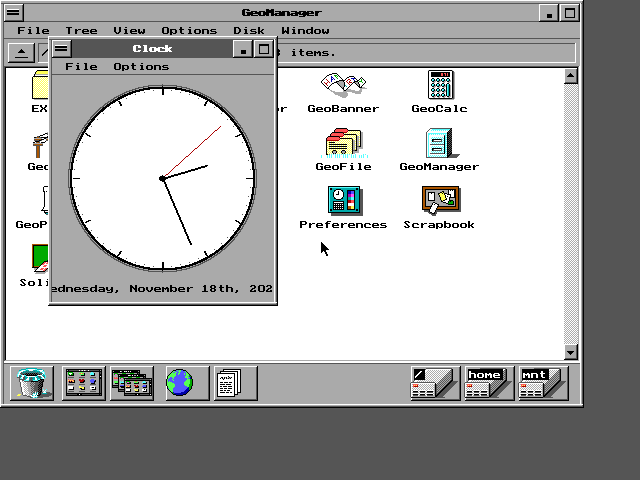 GeoManager
File Tree View Options Disk Window
Clock
items.
File Options
GeoBanner GeoCalc
GeoFile GeoManager
Preferences Scrapbook
Wednesday, November 18th, 202
home mnt